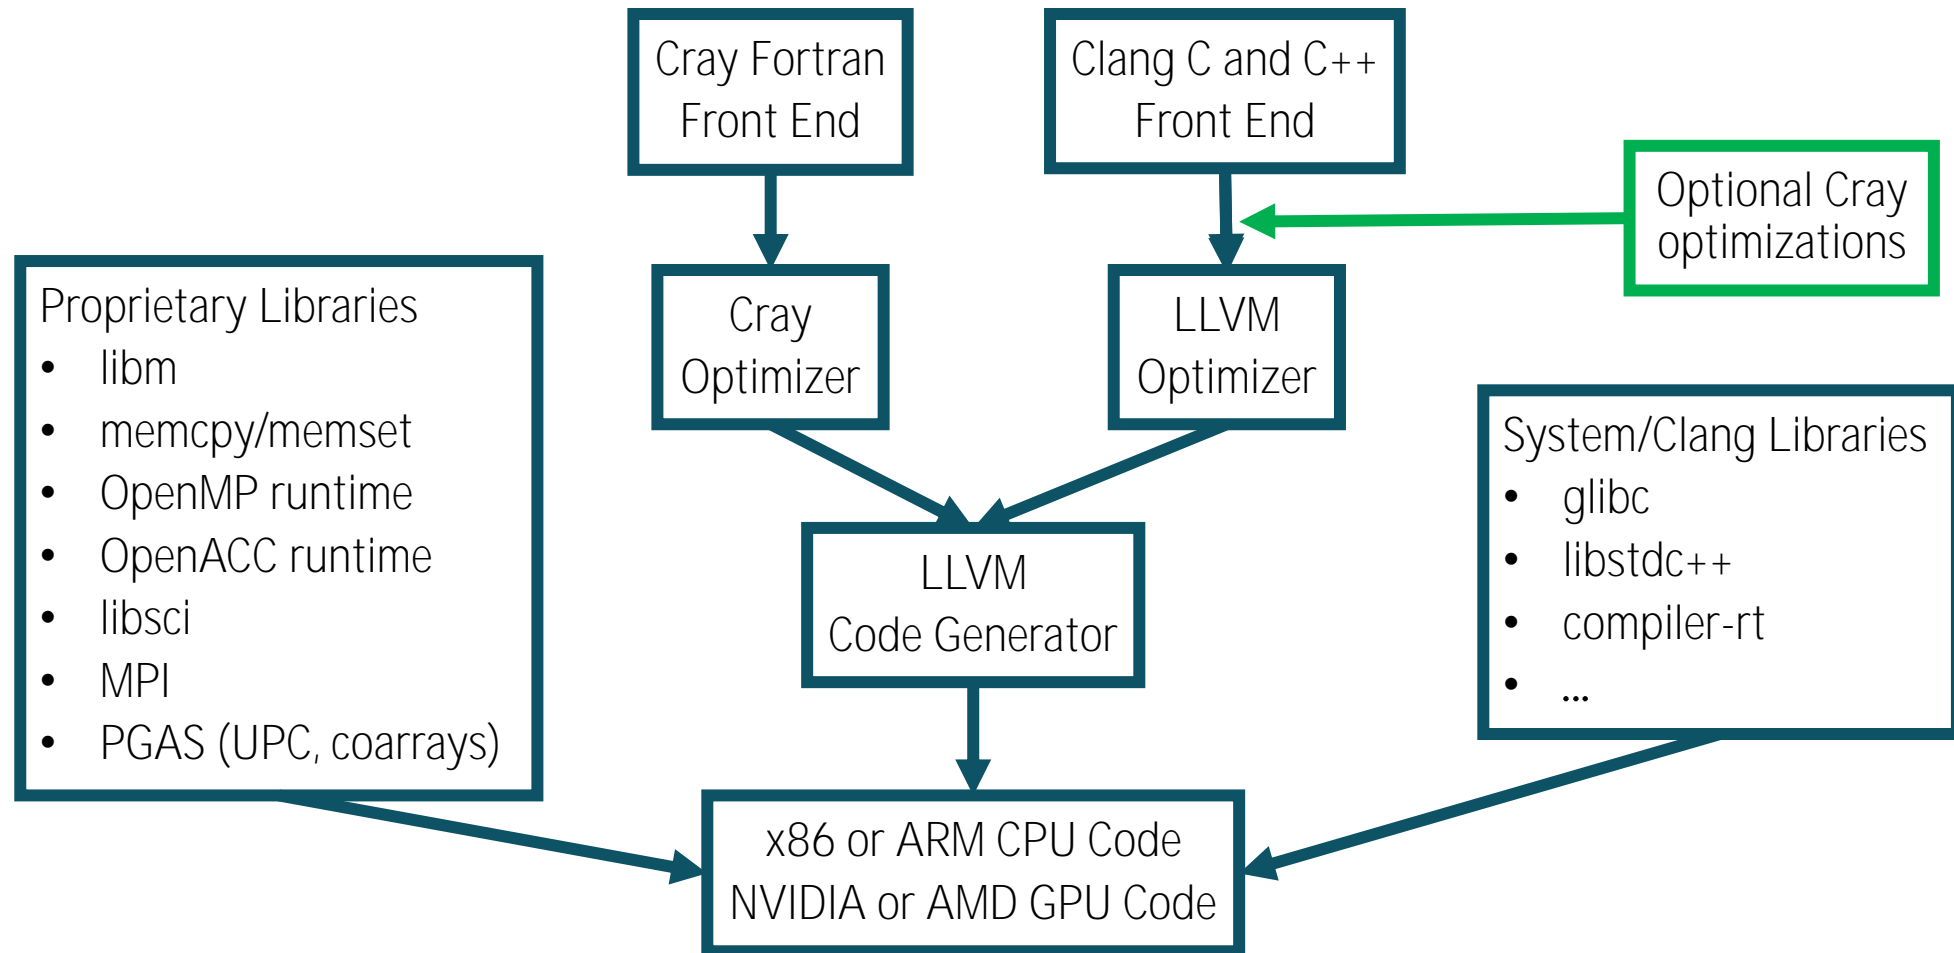 Cray Fortran
Front End
Clang C and C++
Front End
Optional Cray
optimizations
Cray
Optimizer
LLVM
Optimizer
Proprietary Libraries
• libm
• memcpy/memset
• OpenMP runtime
• OpenACC runtime
• libsci
• MPI
• PGAS (UPC, coarrays)
System/Clang Libraries
• glibc
• libstdc++
• compiler-rt
• ...
LLVM
Code Generator
x86 or ARM CPU Code
NVIDIA or AMD GPU Code